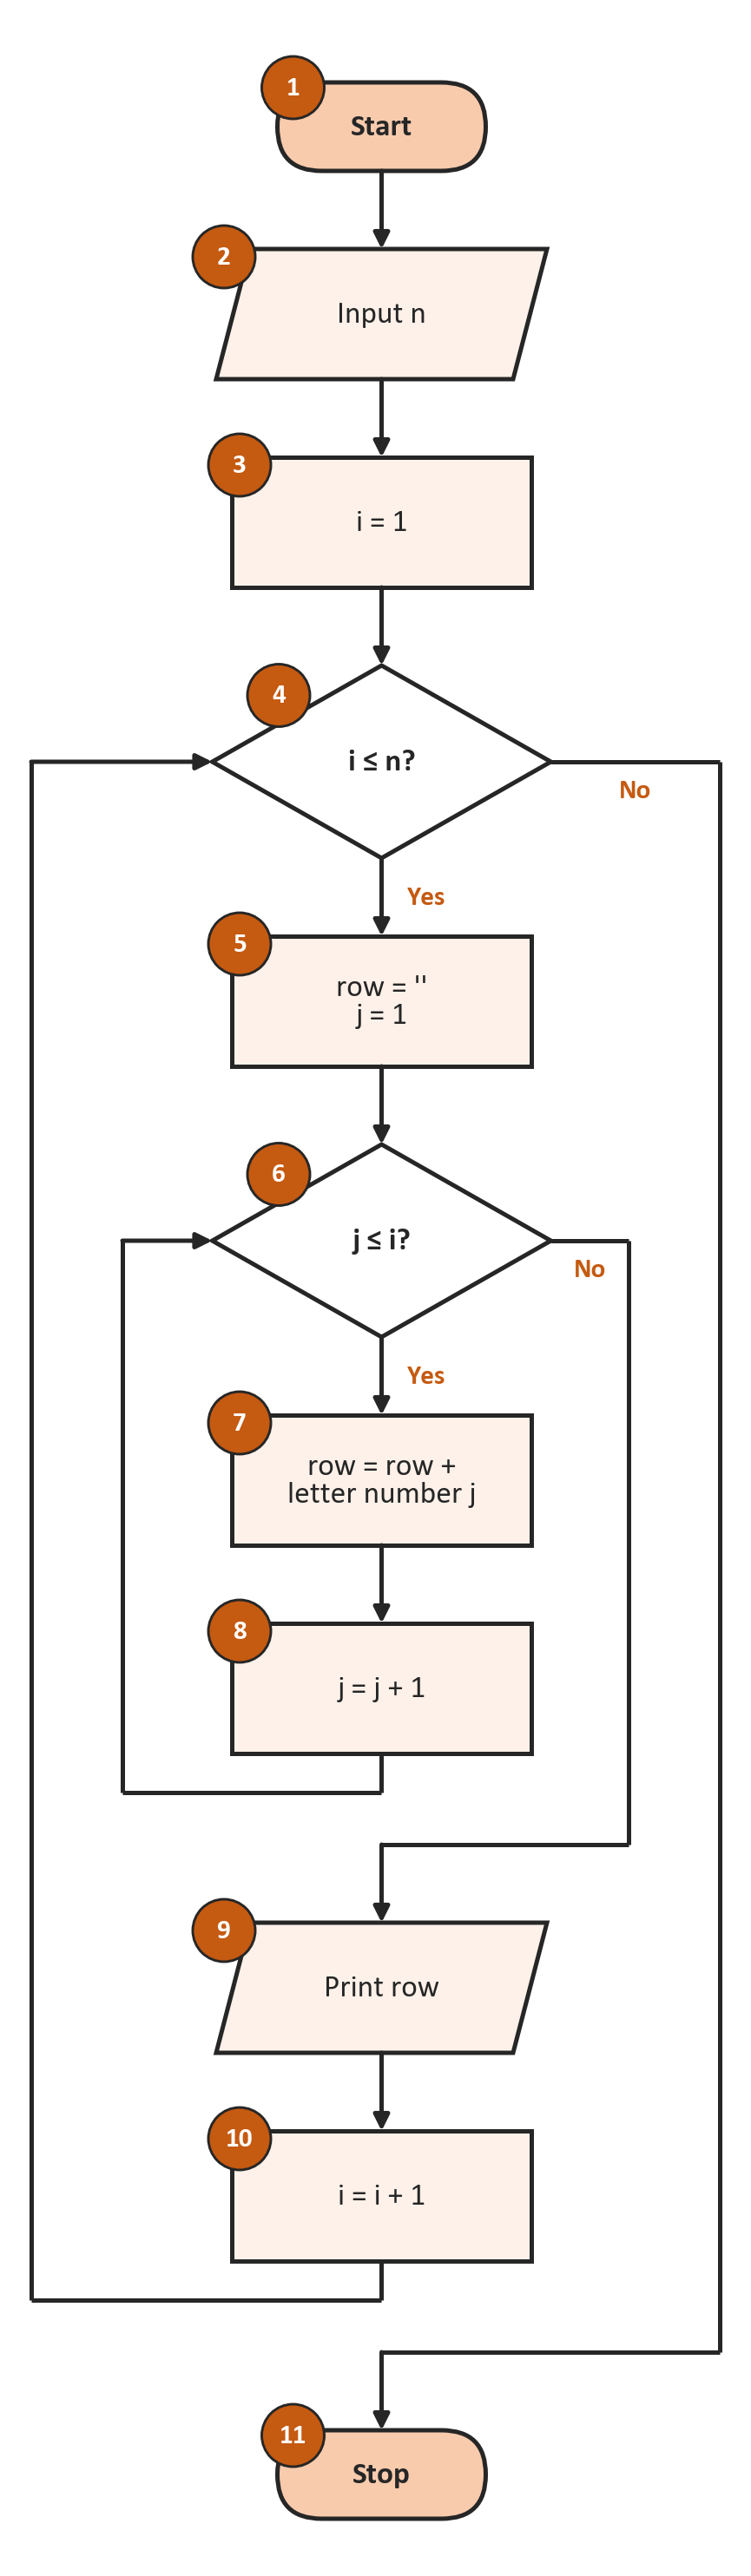 1
Start
2
Input n
3
i = 1
4
i ≤ n?
No
Yes
5
row = ''
j = 1
6
j ≤ i?
No
Yes
7
row = row +
letter number j
8
j = j + 1
9
Print row
10
i = i + 1
11
Stop